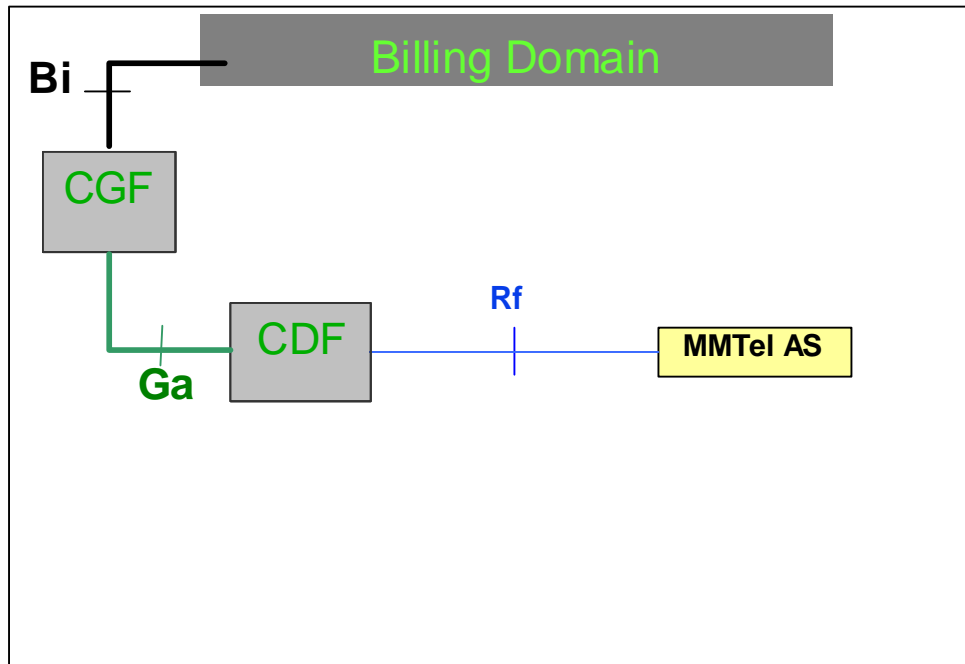 Billing Domain
Bi
CGF
Rf
CDF
MMTel AS
Ga